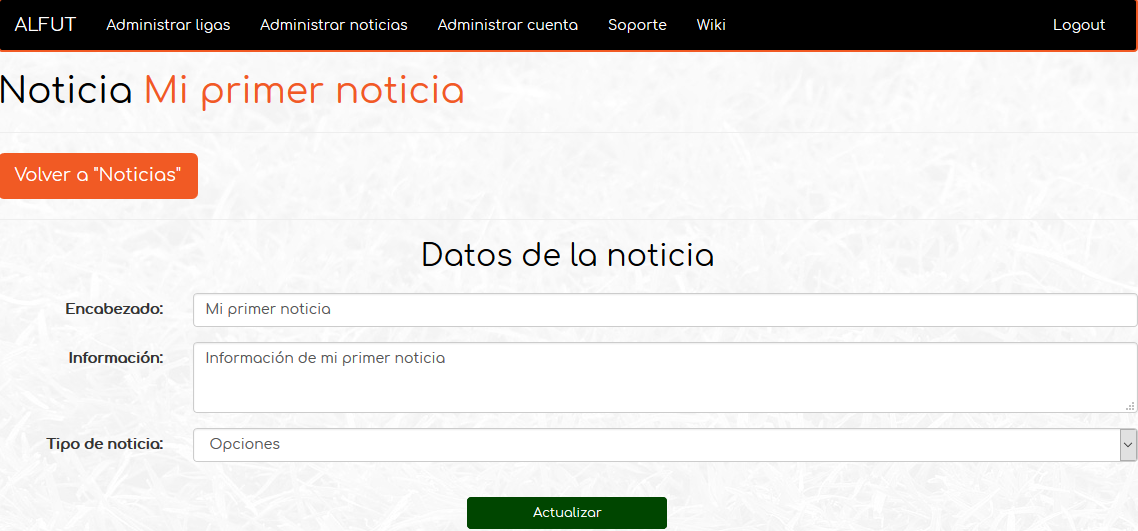 ALFUT Administrar ligas Administrar noticias Administrar cuenta Soporte Wiki Logout
Noticia Mi primer noticia
Volver a "Noticias"
Datos de la noticia
Encabezado: Mi primer noticia
Información: Información de mi primer noticia
Tipo de noticia: Opciones
Actualizar